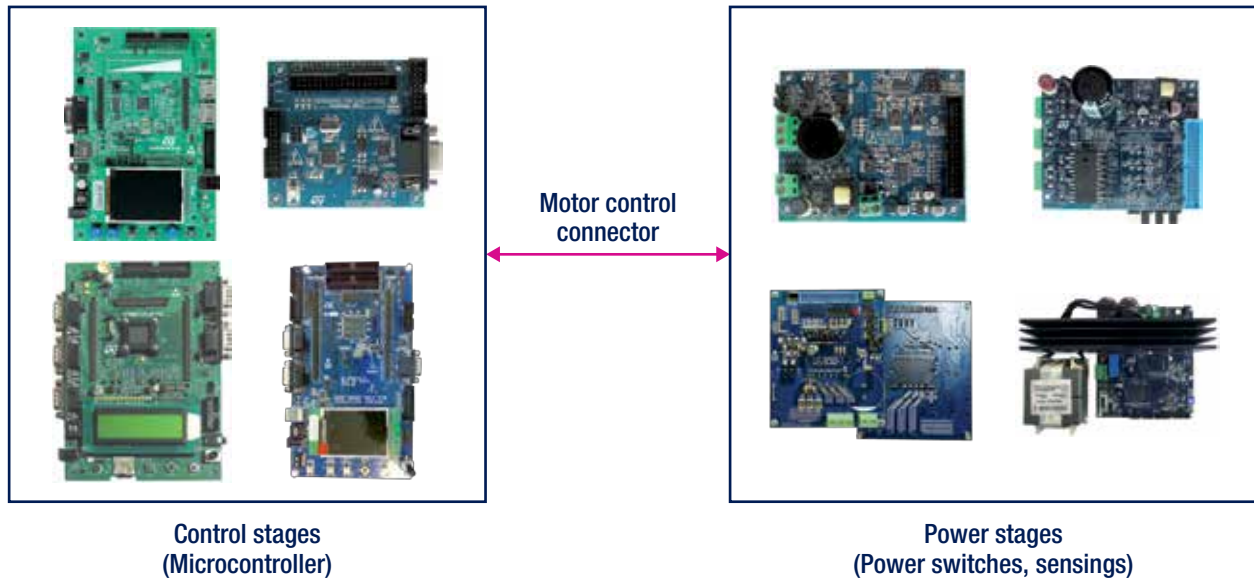 Motor control
connector
Control stages
(Microcontroller)
Power stages
(Power switches, sensings)